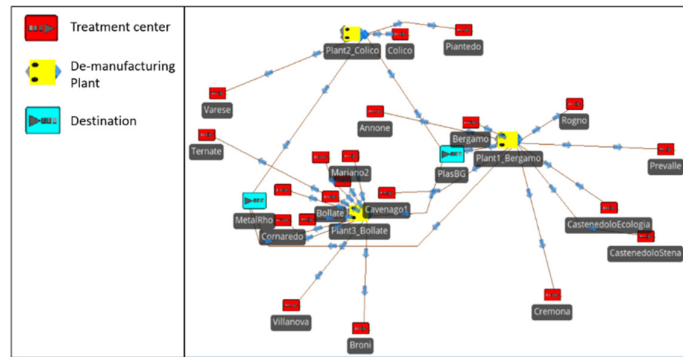 Treatment center
De-manufacturing
Plant
Destination
Plant2_Colico
Colico
Piantedo
Varese
Ternate
Annone
Bergamo
Rogno
Plant1_Bergamo
PlasBG
Prevalle
Mariano2
MetalRho
Bollate
Cavenago1
Cornaredo
Plant3_Bollate
CastenedoloEcologia
CastenedoloStena
Villanova
Broni
Cremona